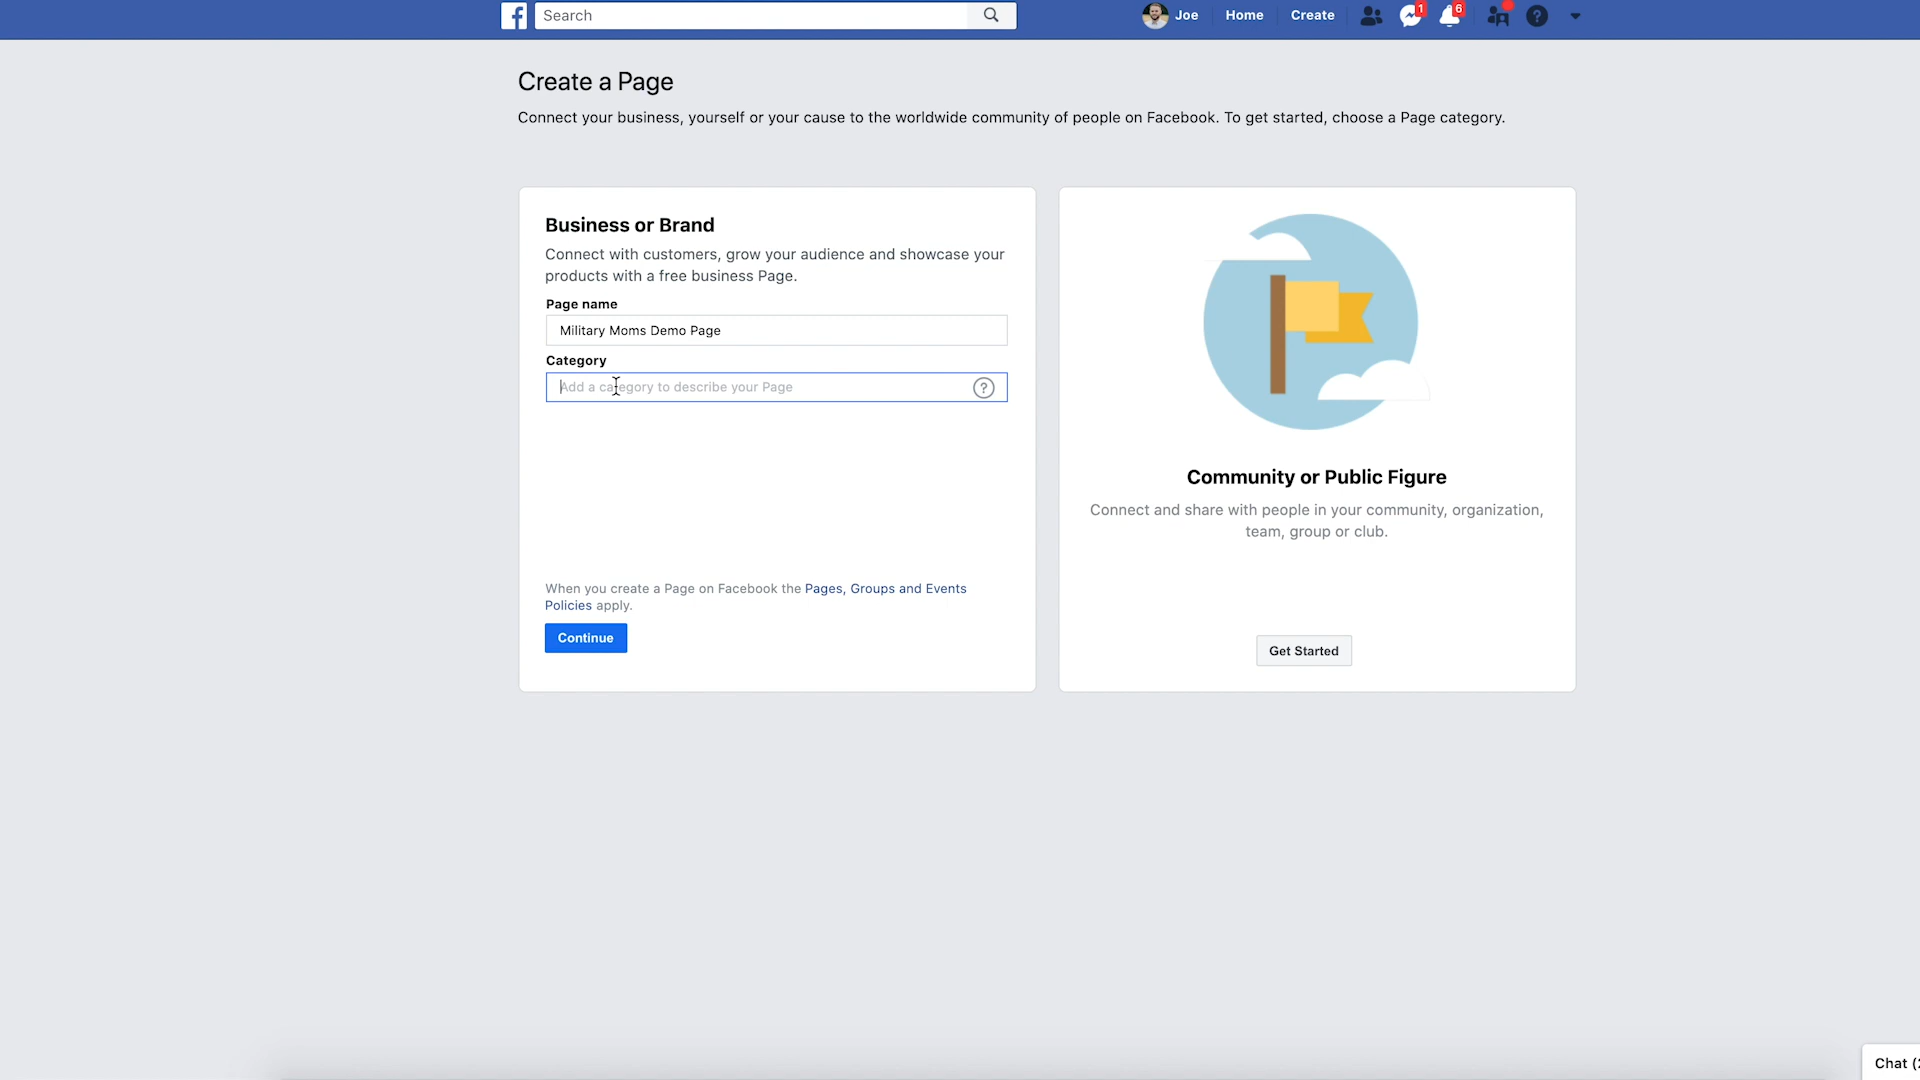 Search
Joe
Home
Create
1
6
Create a Page
Connect your business, yourself or your cause to the worldwide community of people on Facebook. To get started, choose a Page category.
Business or Brand
Connect with customers, grow your audience and showcase your
products with a free business Page.
Page name
Military Moms Demo Page
Category
Add a category to describe your Page
When you create a Page on Facebook the Pages, Groups and Events
Policies apply.
Continue
Community or Public Figure
Connect and share with people in your community, organization,
team, group or club.
Get Started
Chat